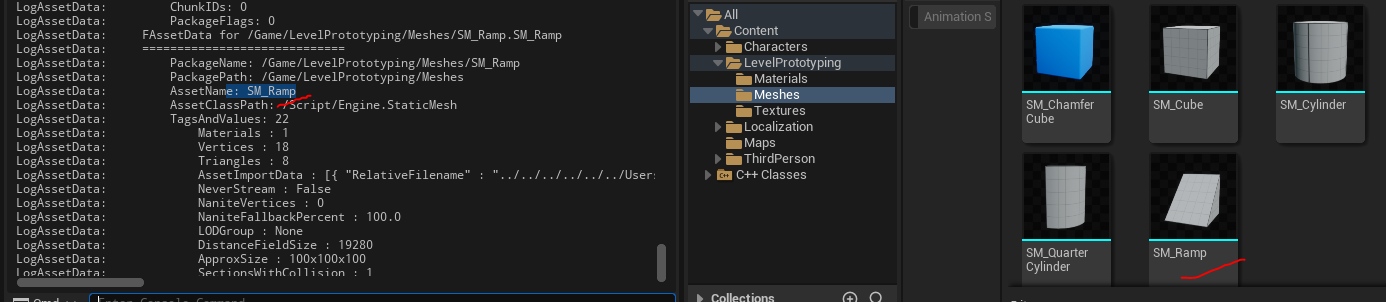 LogAssetData: ChunkIDs: 0
LogAssetData: PackageFlags: 0
LogAssetData: FAssetData for /Game/LevelPrototyping/Meshes/SM_Ramp.SM_Ramp
LogAssetData: =============================
LogAssetData: PackageName: /Game/LevelPrototyping/Meshes/SM_Ramp
LogAssetData: PackagePath: /Game/LevelPrototyping/Meshes
LogAssetData: AssetName: SM_Ramp
LogAssetData: AssetClassPath: /Script/Engine.StaticMesh
LogAssetData: TagsAndValues: 22
LogAssetData: Materials : 1
LogAssetData: Vertices : 18
LogAssetData: Triangles : 8
LogAssetData: AssetImportData : [{ "RelativeFilename" : "../../../../../../User
LogAssetData: NeverStream : False
LogAssetData: NaniteVertices : 0
LogAssetData: NaniteFallbackPercent : 100.0
LogAssetData: LODGroup : None
LogAssetData: DistanceFieldSize : 19280
LogAssetData: ApproxSize : 100x100x100
LogAssetData: SectionsWithCollision : 1
Cmd
Enter Console Command
All
Content
Characters
LevelPrototyping
Materials
Meshes
Textures
Localization
Maps
ThirdPerson
C++ Classes
Collections
Animation S
SM_Chamfer
Cube
SM_Cube
SM_Cylinder
SM_Quarter
Cylinder
SM_Ramp